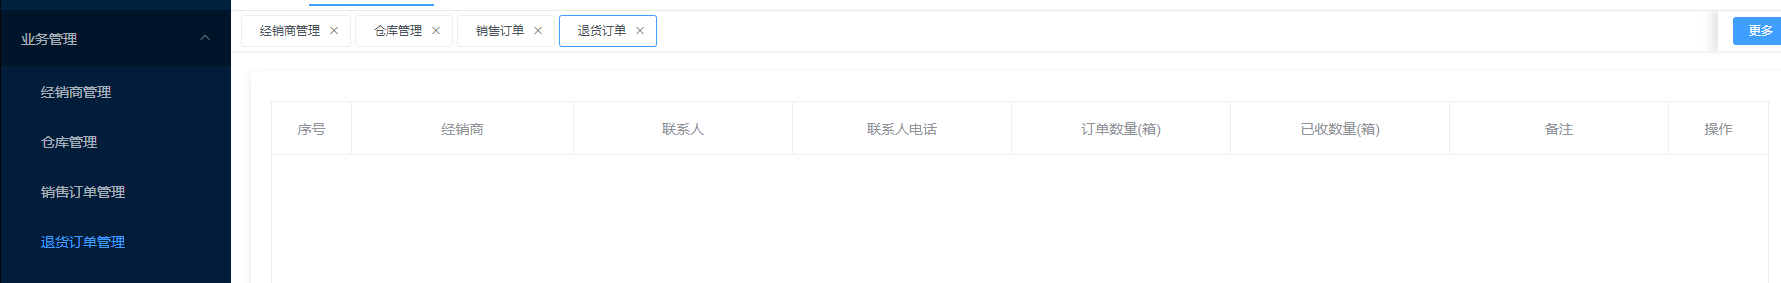 业务管理
经销商管理
仓库管理
销售订单管理
退货订单管理
经销商管理 仓库管理 销售订单 退货订单 更多
序号 经销商 联系人 联系人电话 订单数量(箱) 已收数量(箱) 备注 操作